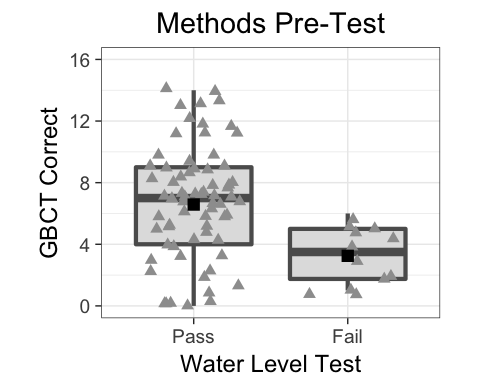 Methods Pre-Test
GBCT Correct
16
12
8
4
0
Pass Fail
Water Level Test